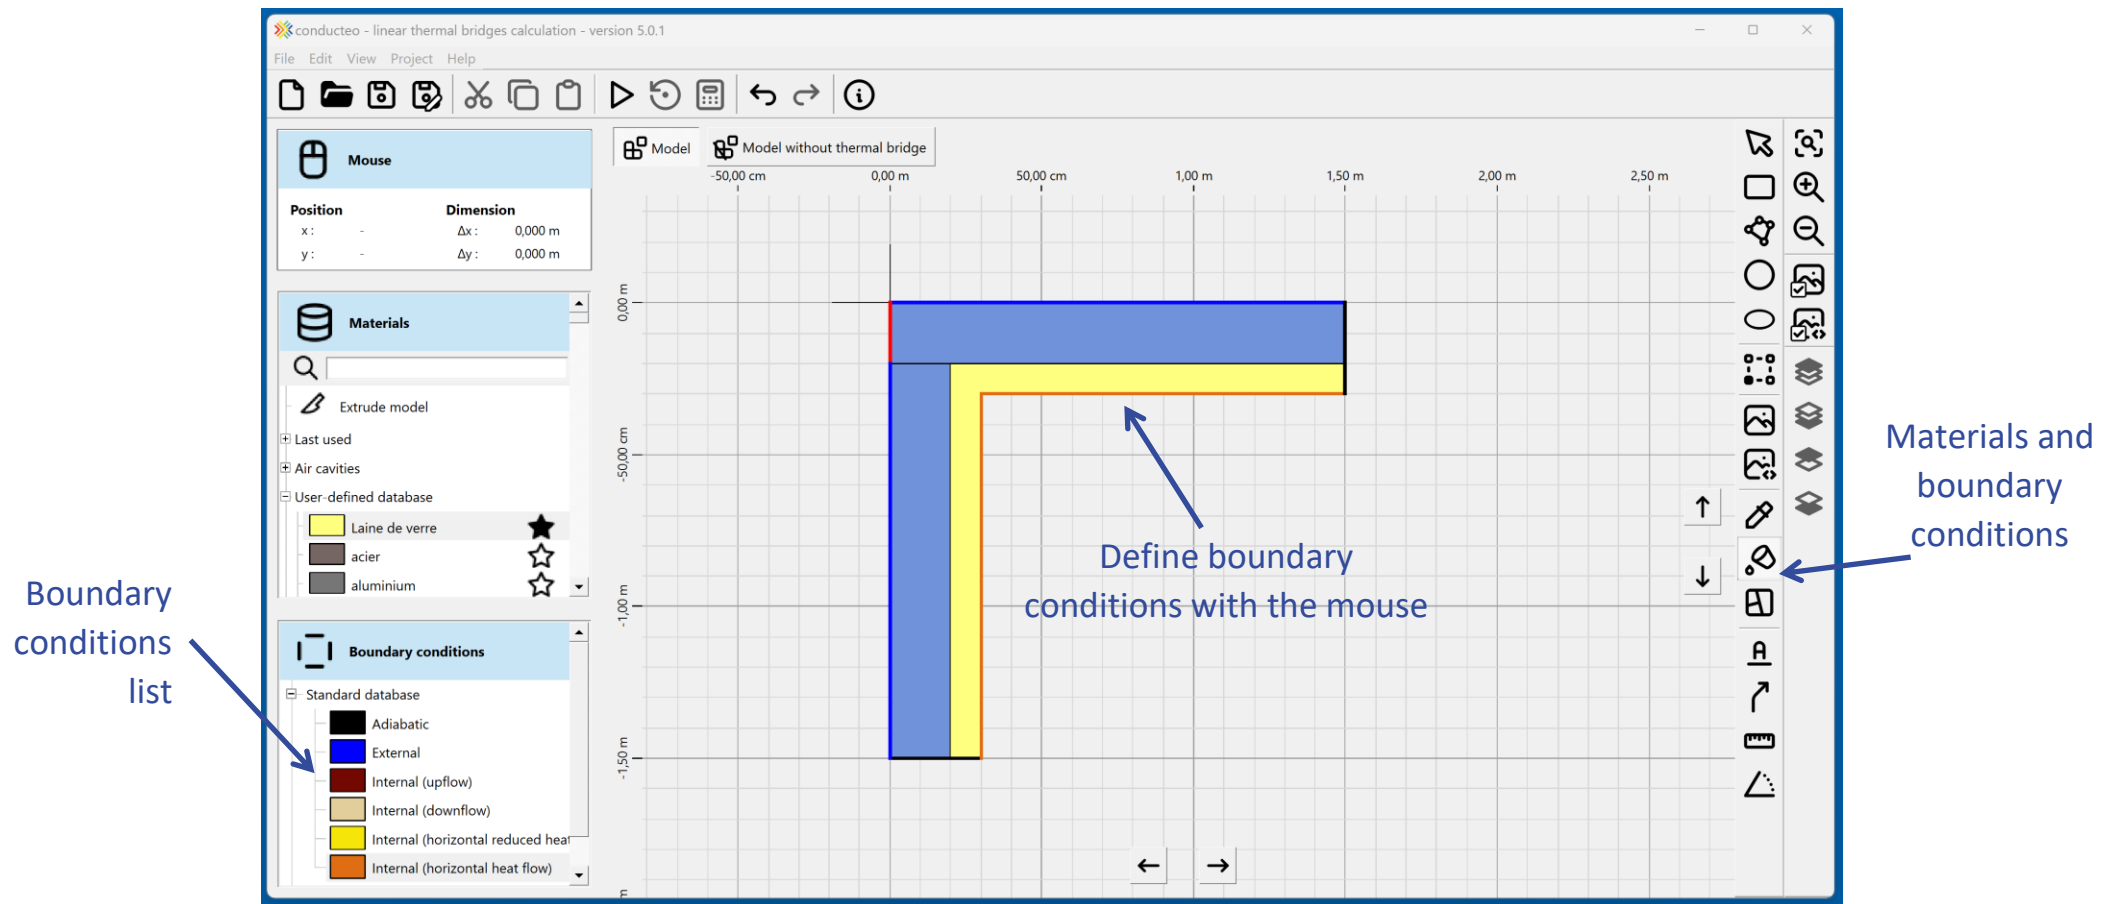 conducteo - linear thermal bridges calculation - version 5.0.1
File Edit View Project Help
Mouse
Position Dimension
x : - Δx : 0,000 m
y : - Δy : 0,000 m
Materials
Extrude model
Last used
Air cavities
User-defined database
Laine de verre
acier
aluminium
Boundary conditions
Standard database
Adiabatic
External
Internal (upflow)
Internal (downflow)
Internal (horizontal reduced heat
Internal (horizontal heat flow)
Model Model without thermal bridge
-50,00 cm 0,00 m 50,00 cm 1,00 m 1,50 m 2,00 m 2,50 m
0,00 m
-50,00 cm
-1,00 m
-1,50 m
m
Define boundary
conditions with the mouse
Boundary
conditions
list
Materials and
boundary
conditions